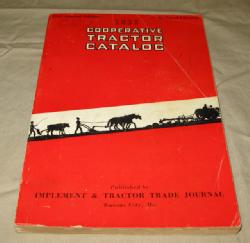 COOPERATIVE
TRACTOR
CATALOG
Published by
IMPLEMENT & TRACTOR TRADE JOURNAL
Kansas City, Mo.